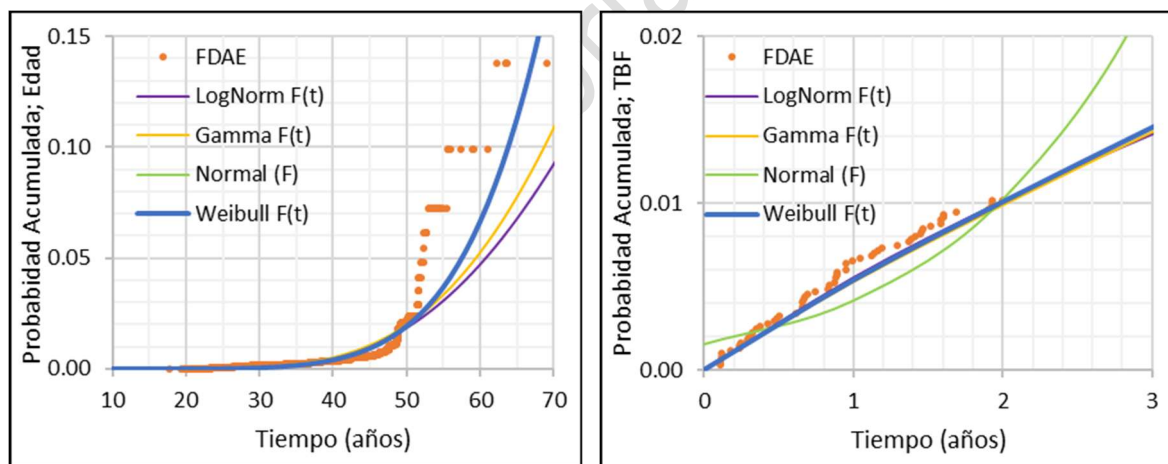 Probabilidad Acumulada; Edad
0.15
0.10
0.05
0.00
FDAE
LogNorm F(t)
Gamma F(t)
Normal (F)
Weibull F(t)
10 20 30 40 50 60 70
Tiempo (años)
Probabidad Acumulada; TBF
0.02
0.01
0.00
FDAE
LogNorm F(t)
Gamma F(t)
Normal (F)
Weibull F(t)
0 1 2 3
Tiempo (años)